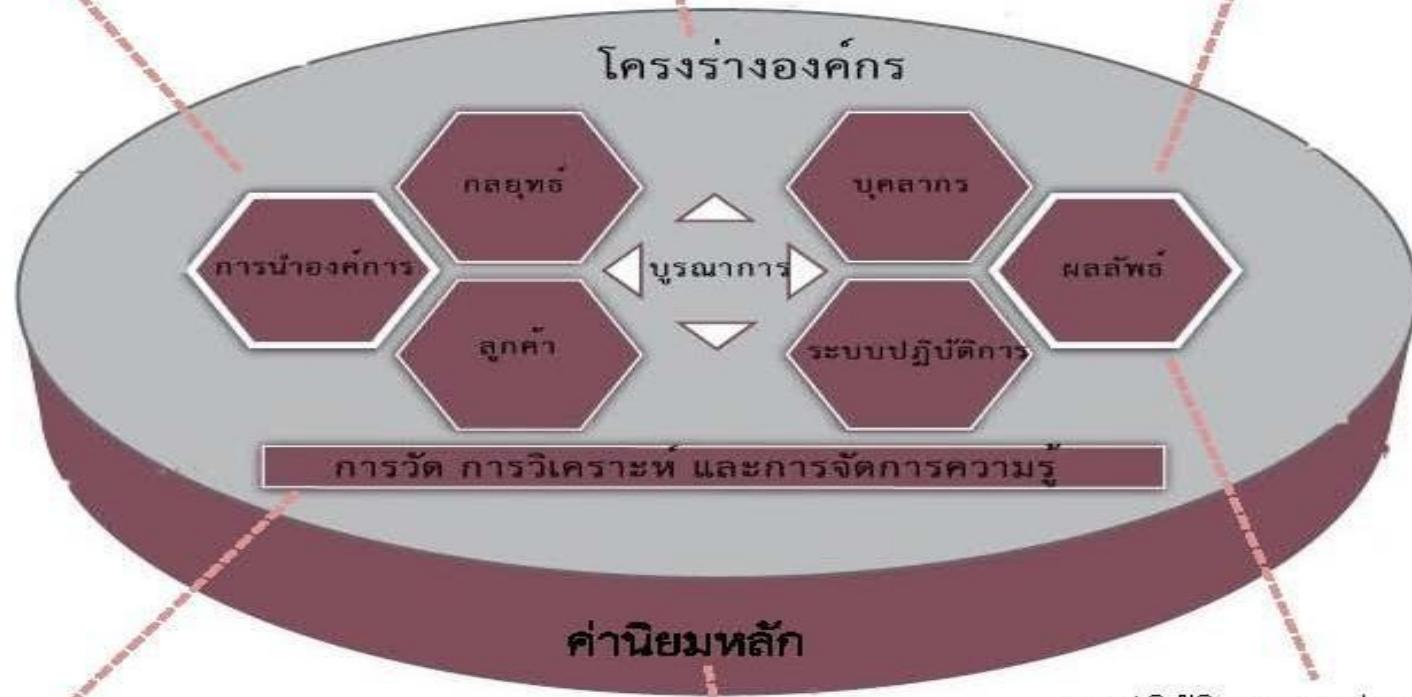 โครงร่างองค์กร
กลยุทธ์
บุคลากร
การนำองค์การ
บูรณาการ
ผลลัพธ์
ลูกค้า
ระบบปฏิบัติการ
การวัด การวิเคราะห์ และการจัดการความรู้
ค่านิยมหลัก